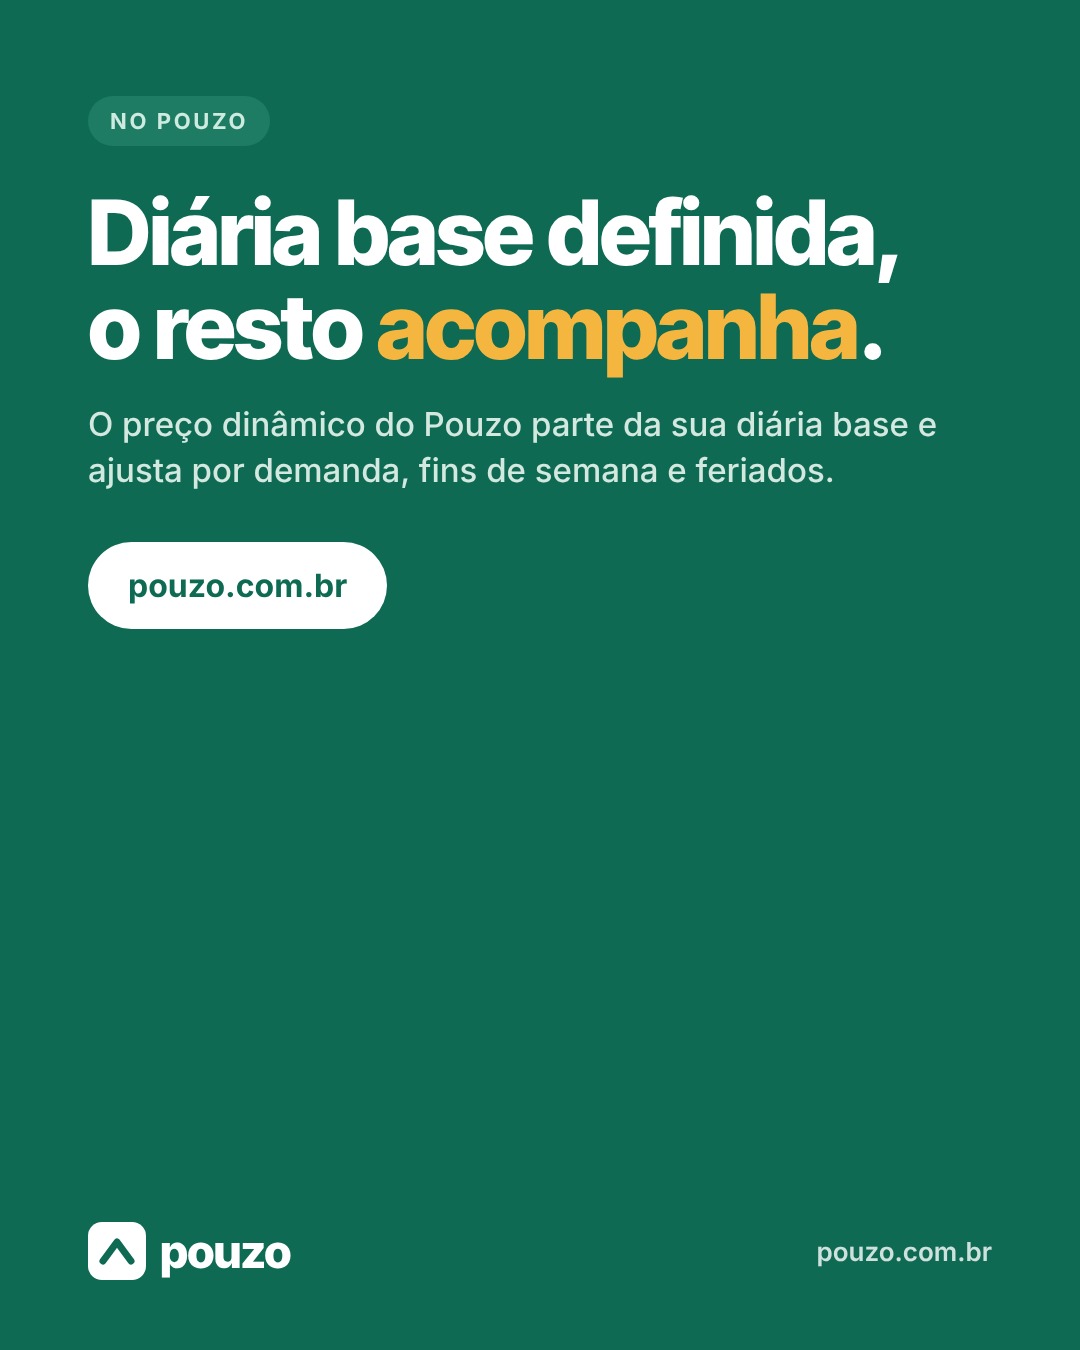 NO POUZO
Diária base definida,
o resto acompanha.
O preço dinâmico do Pouzo parte da sua diária base e
ajusta por demanda, fins de semana e feriados.
pouzo.com.br
pouzo
pouzo.com.br